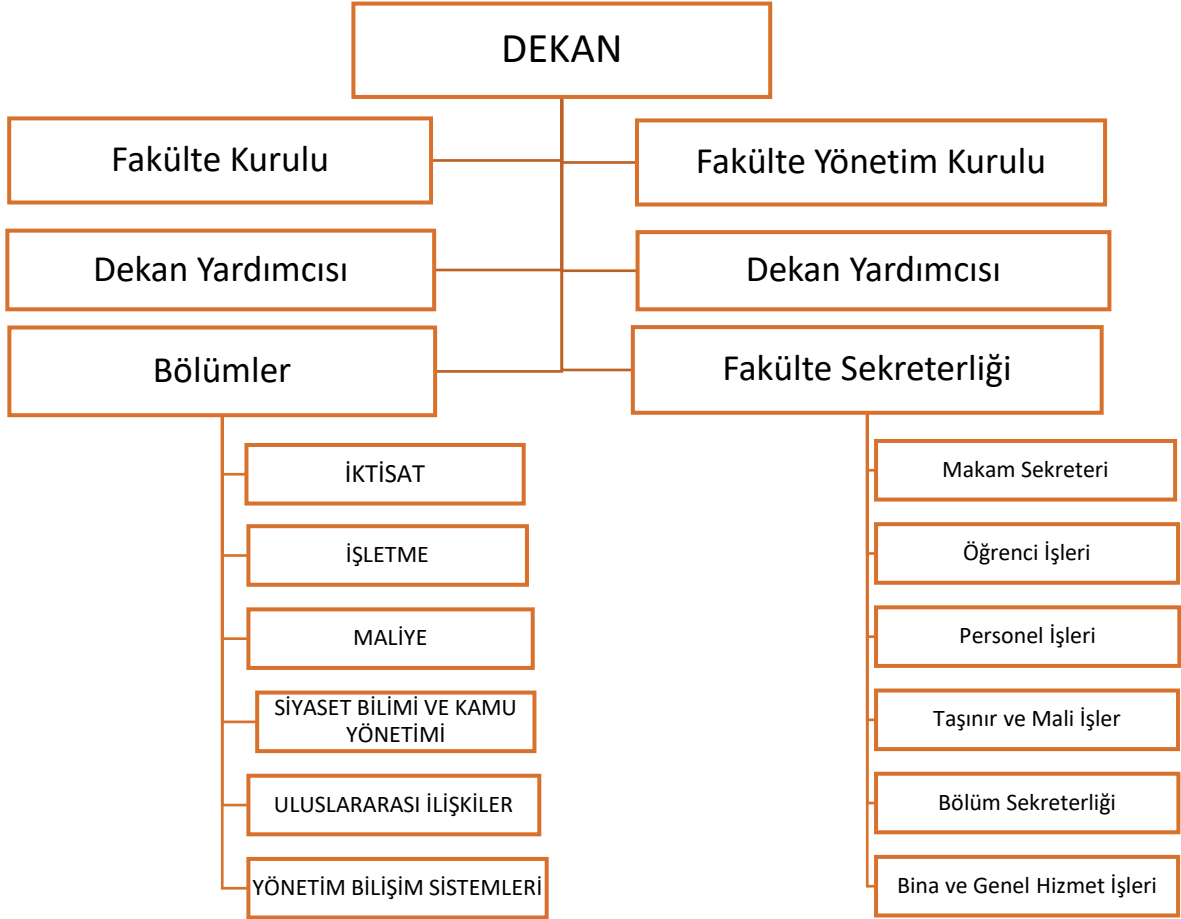 DEKAN
Fakülte Kurulu
Fakülte Yönetim Kurulu
Dekan Yardımcısı
Dekan Yardımcısı
Bölümler
Fakülte Sekreterliği
İKTİSAT
İŞLETME
MALİYE
SİYASET BİLİMİ VE KAMU
YÖNETİMİ
ULUSLARARASI İLİŞKİLER
YÖNETİM BİLİŞİM SİSTEMLERİ
Makam Sekreteri
Öğrenci İşleri
Personel İşleri
Taşınır ve Mali İşler
Bölüm Sekreterliği
Bina ve Genel Hizmet İşleri